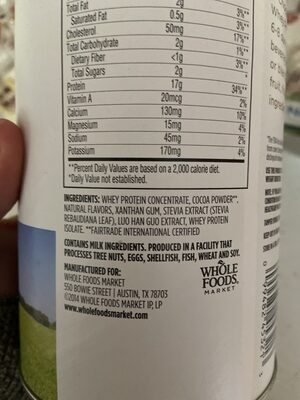 Total Fat 2g 3%**
Saturated Fat 0.5g 3%**
Cholesterol 50mg 17%**
Total Carbohydrate 2g 1%**
Dietary Fiber <1g 3%**
Total Sugars 2g *
Protein 17g 34%**
Vitamin A 20mcg 2%
Calcium 130mg 10%
Magnesium 15mg 4%
Sodium 45mg 2%
Potassium 170mg 4%
**Percent Daily Values are based on a 2,000 calorie diet.
*Daily Value not established.
INGREDIENTS: WHEY PROTEIN CONCENTRATE, COCOA POWDER**,
NATURAL FLAVORS, XANTHAN GUM, STEVIA EXTRACT (STEVIA
REBAUDIANA LEAF), LUO HAN GUO EXTRACT, WHEY PROTEIN
ISOLATE. **FAIRTRADE INTERNATIONAL CERTIFIED
CONTAINS MILK INGREDIENTS. PRODUCED IN A FACILITY THAT
PROCESSES TREE NUTS, EGGS, SHELLFISH, FISH, WHEAT AND SOY.
MANUFACTURED FOR:
WHOLE FOODS MARKET
550 BOWIE STREET | AUSTIN, TX 78703
©2014 WHOLE FOODS MARKET IP, LP
www.wholefoodsmarket.com
WHOLE
FOODS
MARKET